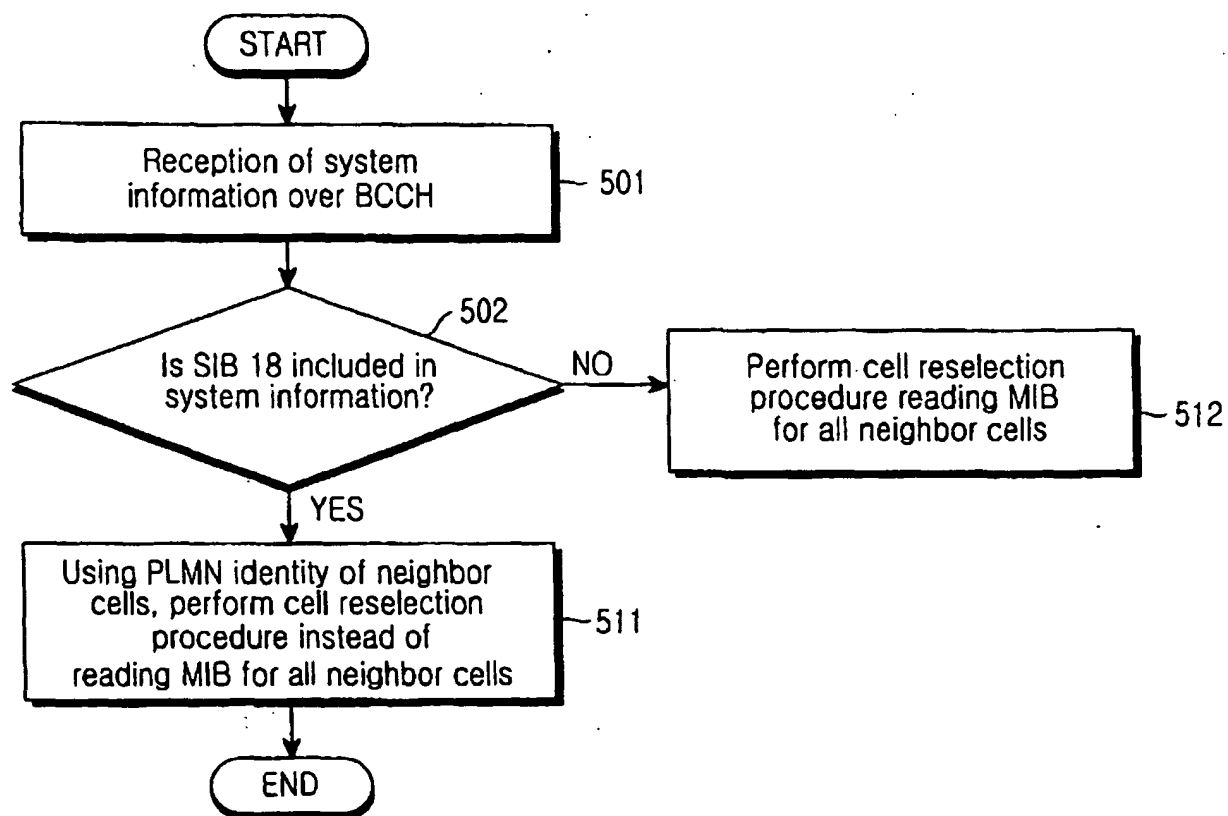 START
Reception of system
information over BCCH
501
502
Is SIB 18 included in
system information?
NO
Perform cell reselection
procedure reading MIB
for all neighbor cells
512
YES
Using PLMN identity of neighbor
cells, perform cell reselection
procedure instead of
reading MIB for all neighbor cells
511
END